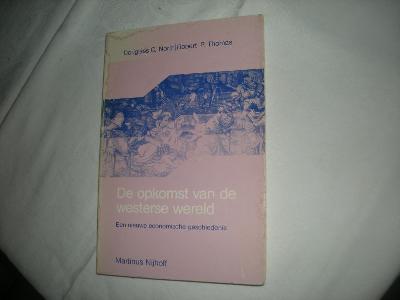 Douglass C. North/Robert P. Thomas
De opkomst van de
westerse wereld
Een nieuwe economische geschiedenis
Martinus Nijhoff